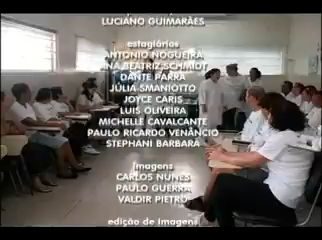 LUCIANO GUIMARÃES
estagiários
ANTONIO NOGUEIRA
ANA BEATRIZ SCHMIDT
DANTE PARRA
JÚLIA SMANIOTTO
JOYCE CARIS
LUIS OLIVEIRA
MICHELLE CAVALCANTE
PAULO RICARDO VENÂNCIO
STEPHANI BARBARA
Imagens
CARLOS NUNES
PAULO GUERRA
VALDIR PIETRO
edição de imagens